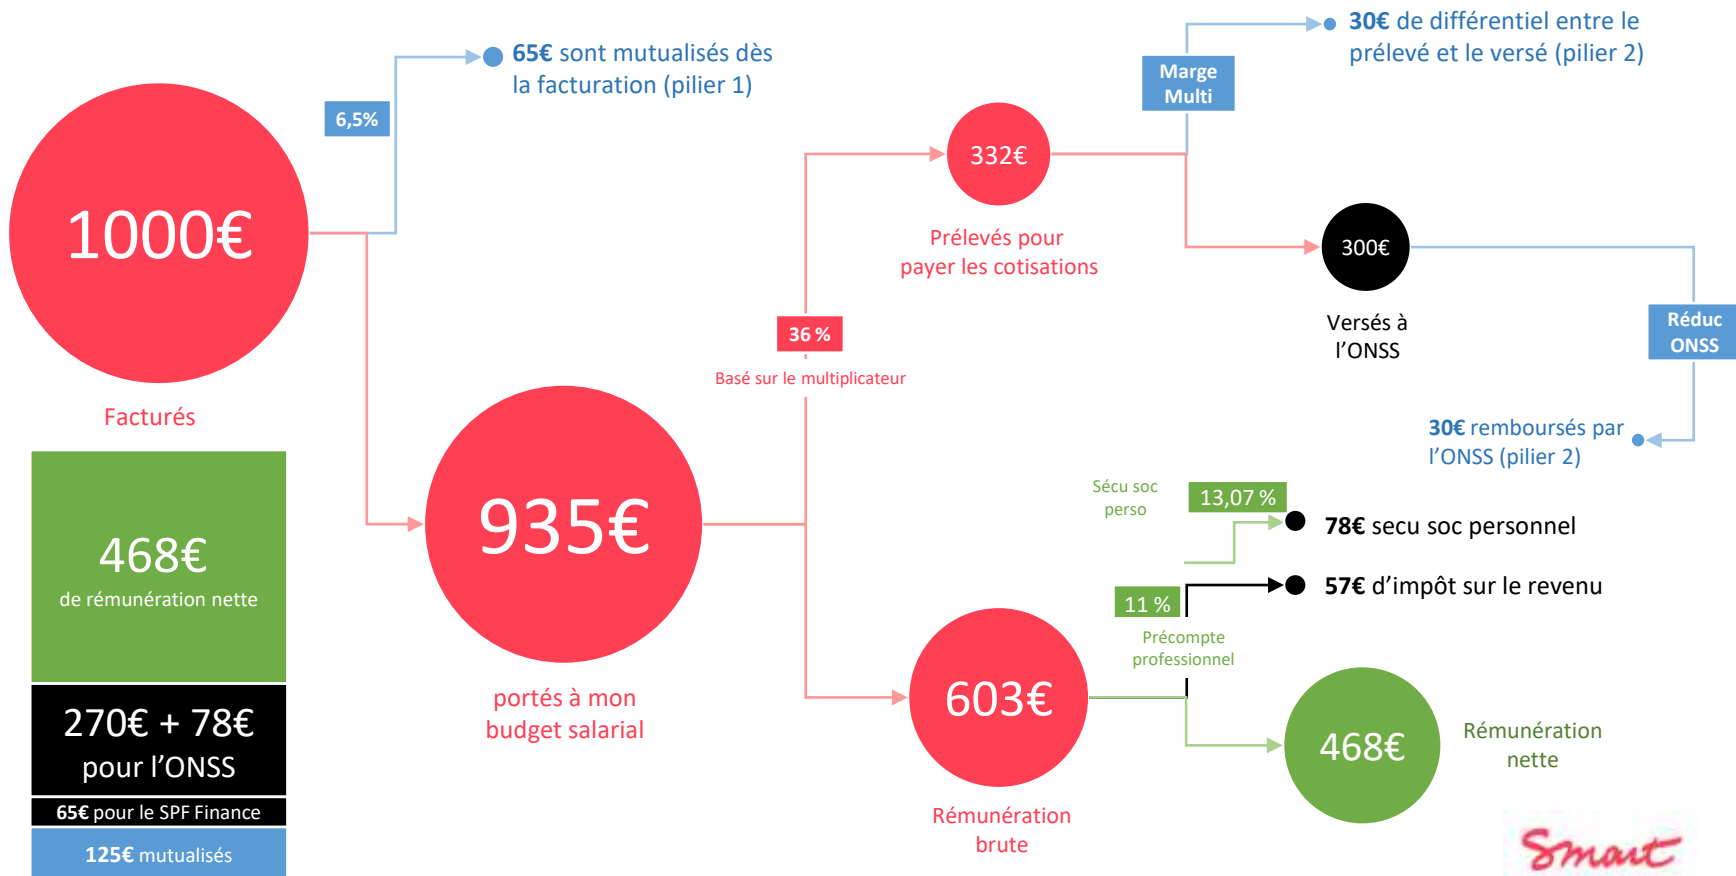 1000€
Facturés
6,5%
65€ sont mutualisés dès
la facturation (pilier 1)
935€
portés à mon
budget salarial
36 %
Basé sur le multiplicateur
332€
Prélevés pour
payer les cotisations
Marge
Multi
30€ de différentiel entre le
prélevé et le versé (pilier 2)
300€
Versés à
l’ONSS
Réduc
ONSS
30€ remboursés par
l’ONSS (pilier 2)
603€
Rémunération
brute
Sécu soc
perso
13,07 %
78€ secu soc personnel
11 %
Précompte
professionnel
57€ d’impôt sur le revenu
468€
Rémunération
nette
468€
de rémunération nette
270€ + 78€
pour l’ONSS
65€ pour le SPF Finance
125€ mutualisés
Smart